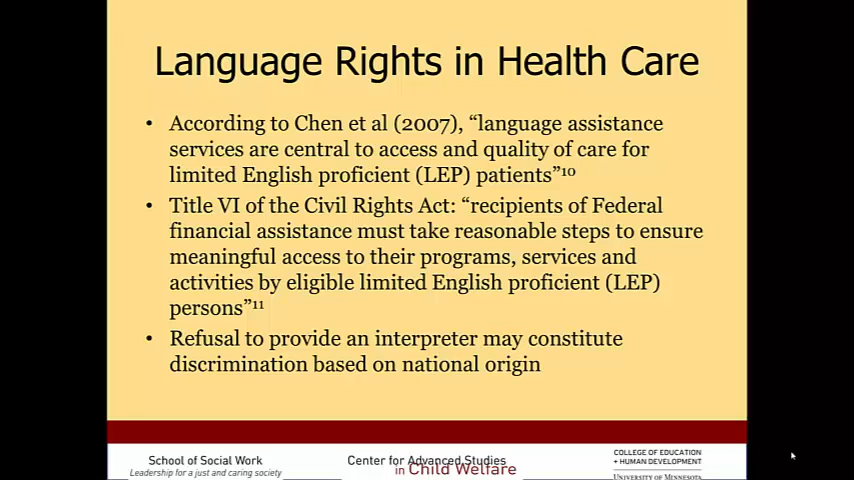 Language Rights in Health Care
• According to Chen et al (2007), “language assistance
services are central to access and quality of care for
limited English proficient (LEP) patients”10
• Title VI of the Civil Rights Act: “recipients of Federal
financial assistance must take reasonable steps to ensure
meaningful access to their programs, services and
activities by eligible limited English proficient (LEP)
persons”11
• Refusal to provide an interpreter may constitute
discrimination based on national origin
School of Social Work
Leadership for a just and caring society
Center for Advanced Studies
in Child Welfare
COLLEGE OF EDUCATION
+ HUMAN DEVELOPMENT
UNIVERSITY OF MINNESOTA